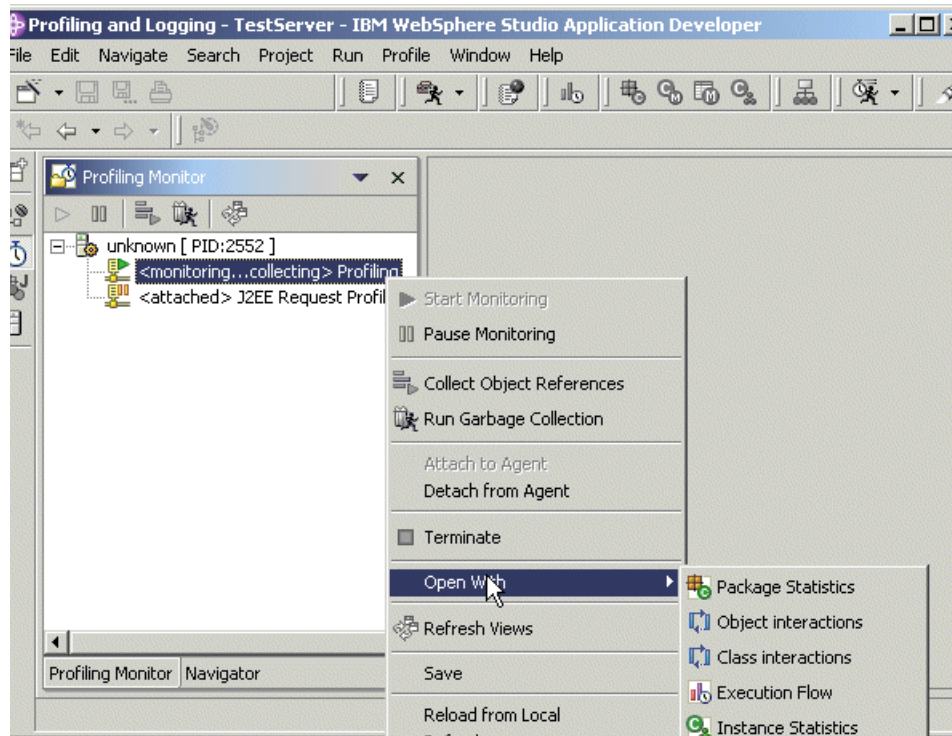 Profiling and Logging - TestServer - IBM WebSphere Studio Application Developer
File Edit Navigate Search Project Run Profile Window Help
Profiling Monitor
unknown [ PID:2552 ]
<monitoring...collecting> Profiling
<attached> J2EE Request Profil
Start Monitoring
Pause Monitoring
Collect Object References
Run Garbage Collection
Attach to Agent
Detach from Agent
Terminate
Open With
Package Statistics
Object interactions
Refresh Views
Class interactions
Profiling Monitor Navigator
Save
Execution Flow
Reload from Local
Instance Statistics